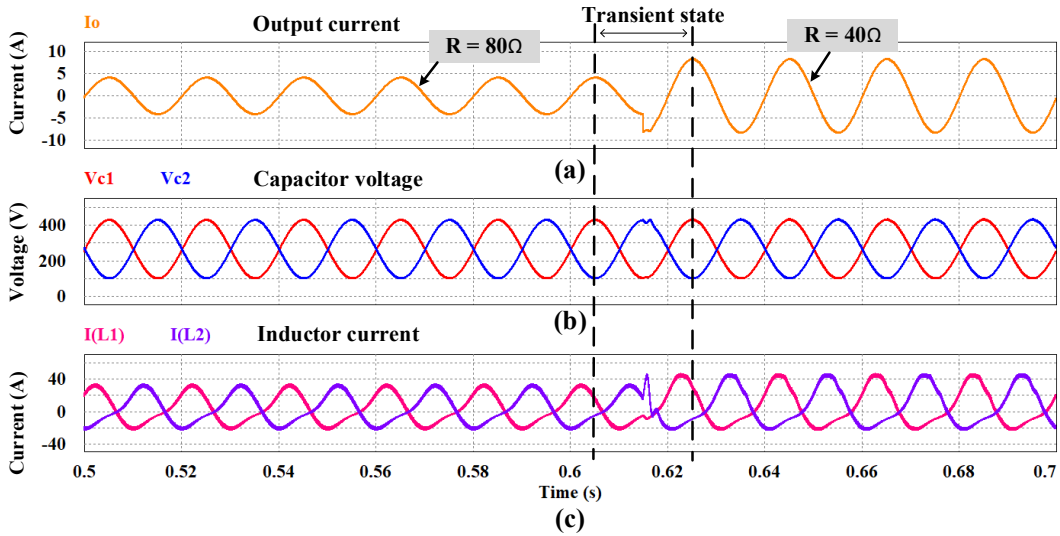 Io Output current Transient state
R = 80Ω
R = 40Ω
Current (A)
10
5
0
-5
-10
(a)
Vc1 Vc2 Capacitor voltage
Voltage (V)
400
200
0
(b)
I(L1) I(L2) Inductor current
Current (A)
40
0
-40
0.5 0.52 0.54 0.56 0.58 0.6 0.62 0.64 0.66 0.68 0.7
Time (s)
(c)